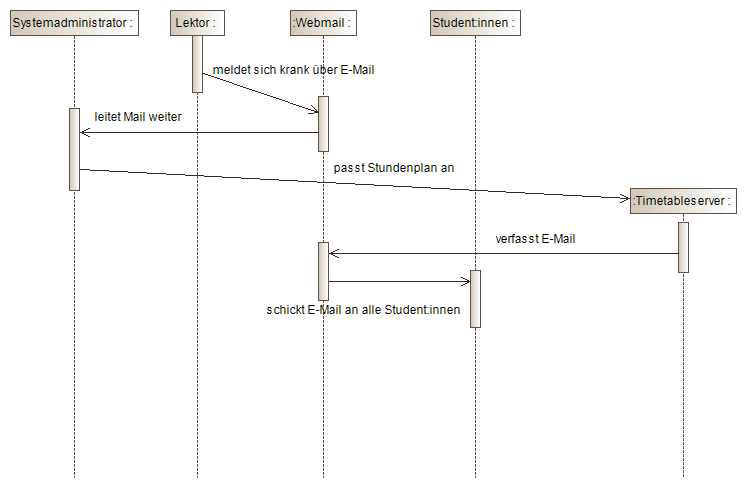 Systemadministrator :
Lektor :
:Webmail :
Student:innen :
meldet sich krank über E-Mail
leitet Mail weiter
passt Stundenplan an
:Timetableserver :
verfasst E-Mail
schickt E-Mail an alle Student:innen